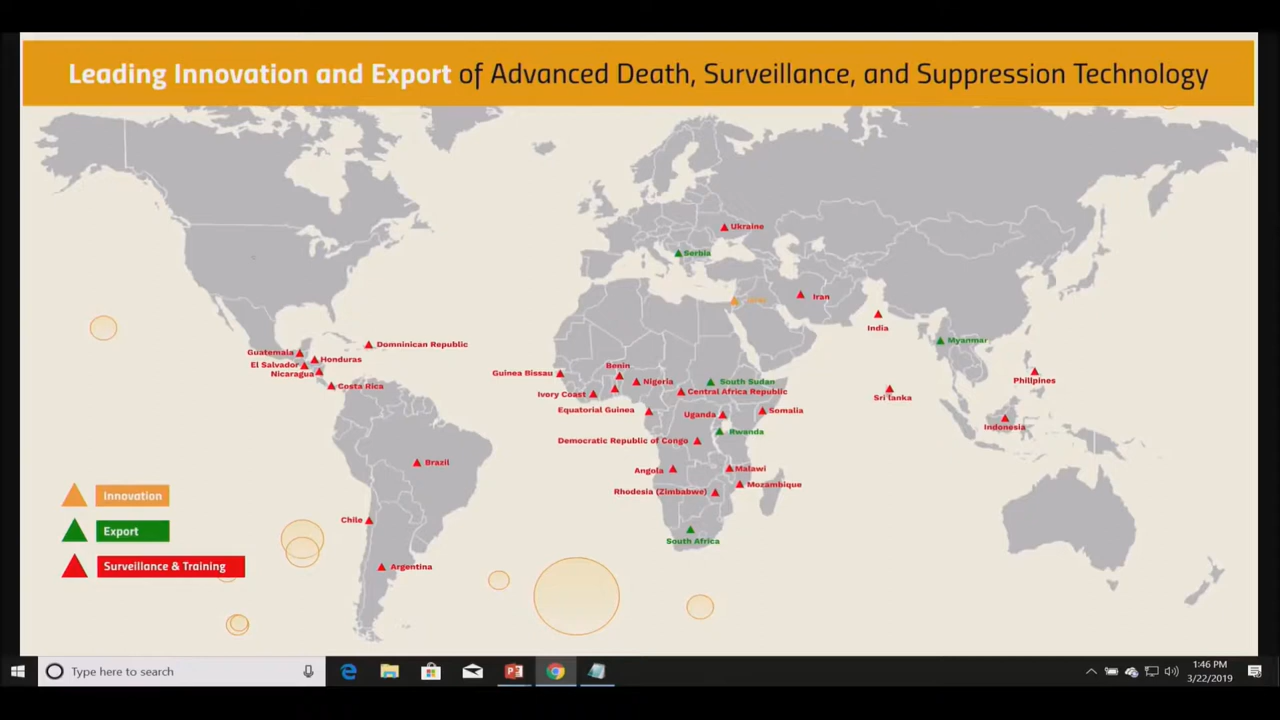 Leading Innovation and Export of Advanced Death, Surveillance, and Suppression Technology
Ukraine
Serbia
Iran
India
Myanmar
Domninican Republic
Guatemala
Honduras
El Salvador
Nicaragua
Costa Rica
Benin
Guinea Bissau
Nigeria
South Sudan
Phillpines
Ivory Coast
Central Africa Republic
Sri lanka
Equatorial Guinea
Uganda
Somalia
Indonesia
Rwanda
Democratic Republic of Congo
Brazil
Angola
Malawi
Mozambique
Rhodesia (Zimbabwe)
Innovation
Chile
Export
South Africa
Surveillance & Training
Argentina
Type here to search
1:46 PM
3/22/2019